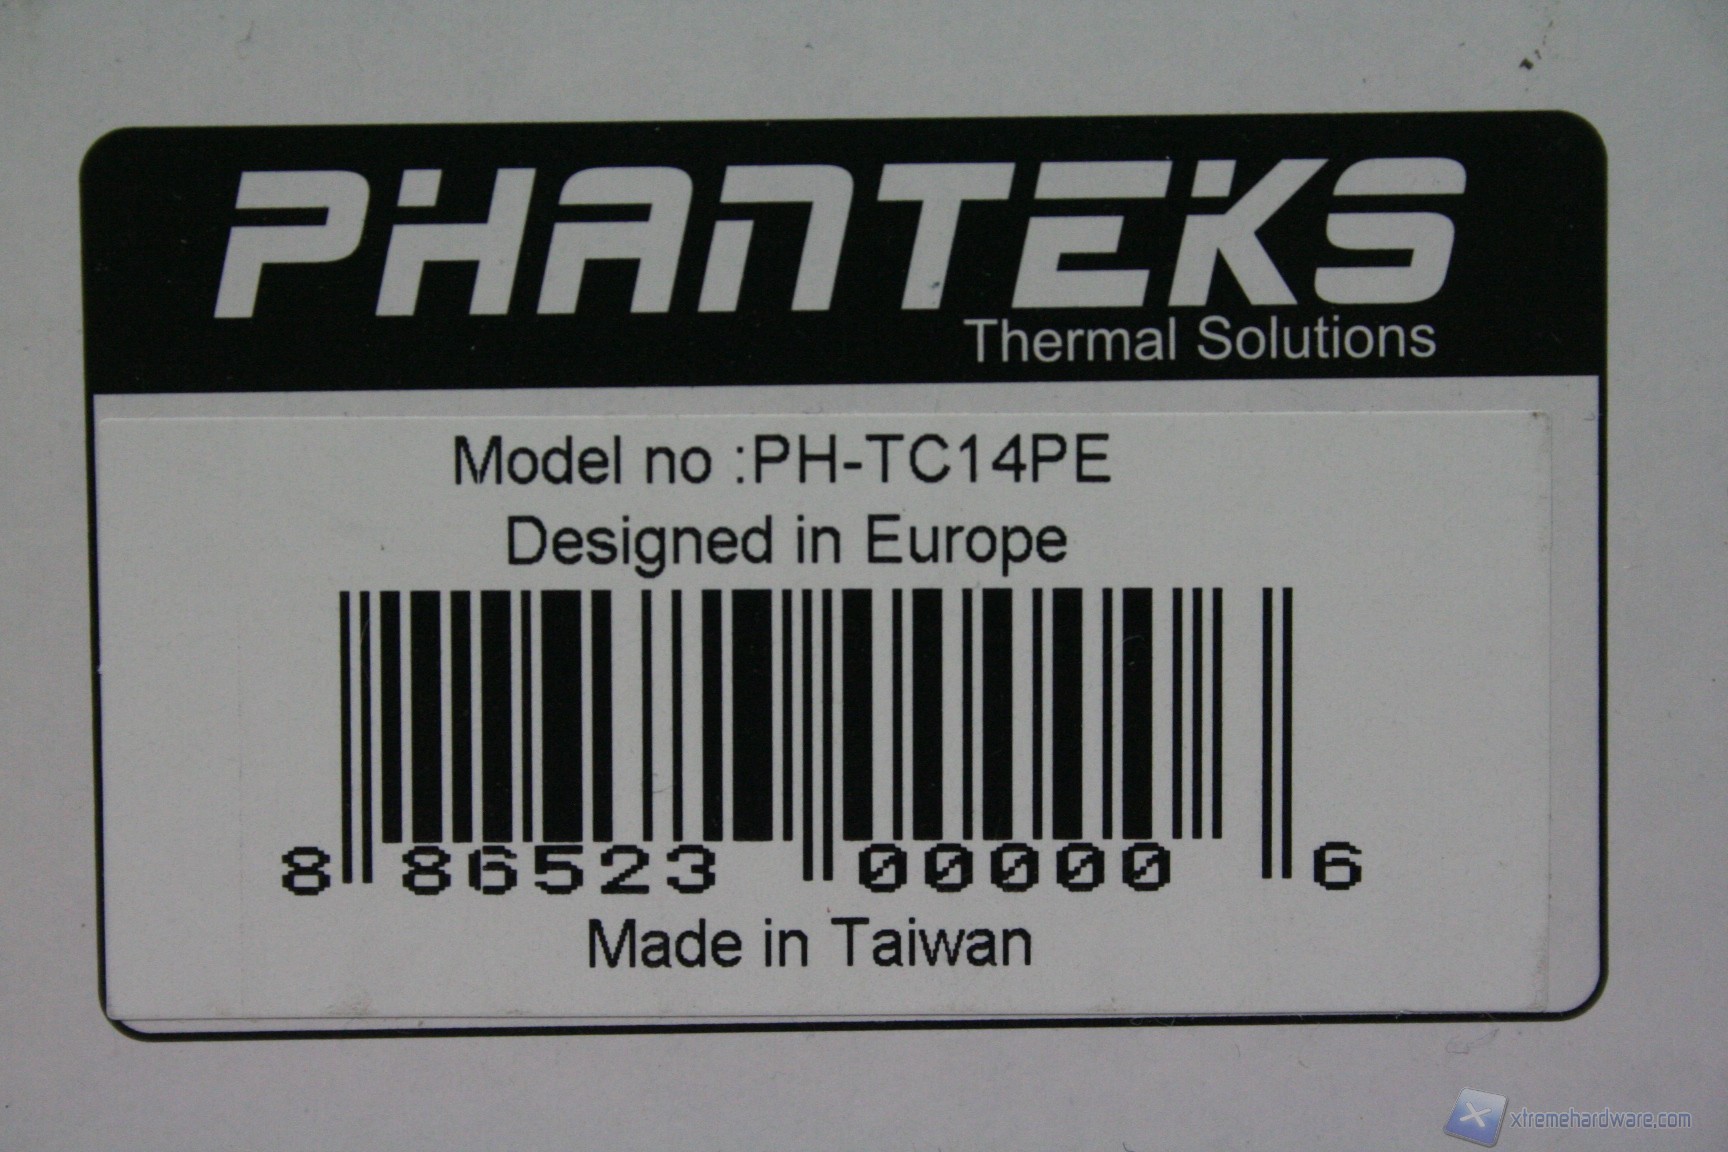 PHANTEKS
Thermal Solutions
Model no :PH-TC14PE
Designed in Europe
8 86523 00000 6
Made in Taiwan
xtremehardware.com